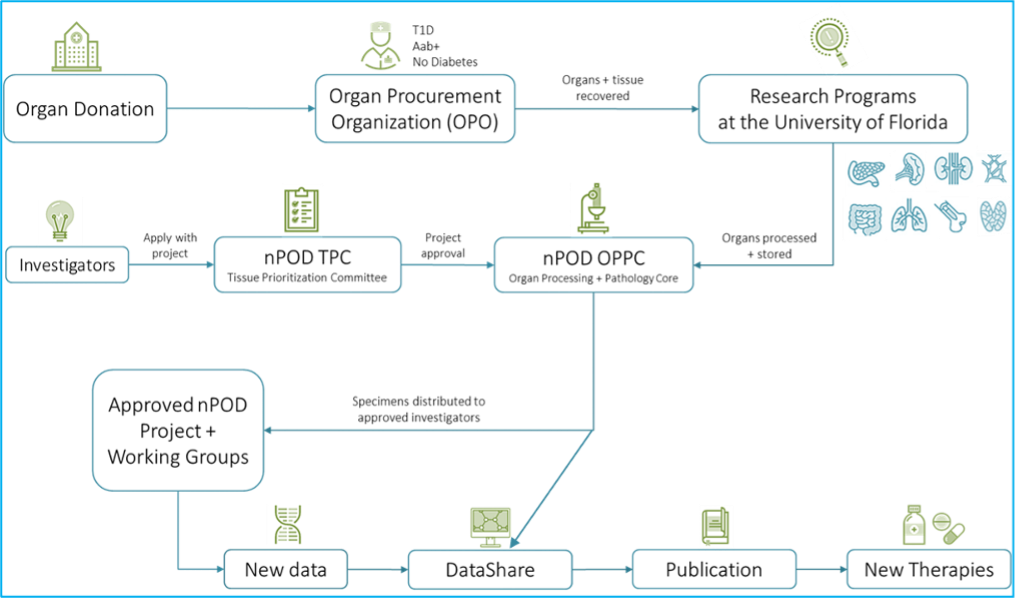 T1D
Aab+
No Diabetes
Organ Donation
Organ Procurement
Organization (OPO)
Organs + tissue
recovered
Research Programs
at the University of Florida
Investigators
Apply with
project
nPOD TPC
Tissue Prioritization Committee
Project
approval
nPOD OPPC
Organ Processing + Pathology Core
Organs processed
+ stored
Approved nPOD
Project +
Working Groups
Specimens distributed to
approved investigators
New data
DataShare
Publication
New Therapies